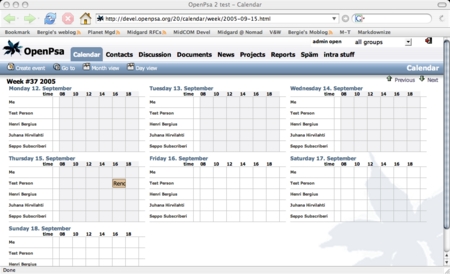 OpenPsa 2 test - Calendar
http://devel.openpsa.org/20/calendar/week/2005-09-15.html
Bookmark Bergie's weblog Planet Mgd Midgard RFCs MidCOM Devel Midgard @ Nomad V-A Bergie's Moblog M-T Markdownize
admin open all groups
OpenPsa Calendar Contacts Discussion Documents News Projects Reports Späm intra stuff
Create event Go to Month view Day view Calendar
Week #37 2005 Previous Next
Monday 12. September Tuesday 13. September Wednesday 14. September
time 08 10 12 14 16 18 time 08 10 12 14 16 18 time 08 10 12 14 16 18
Me Me Me
Test Person Test Person Test Person
Henri Bergius Henri Bergius Henri Bergius
Juhana Hirvilahti Juhana Hirvilahti Juhana Hirvilahti
Seppo Subscriberi Seppo Subscriberi Seppo Subscriberi
Thursday 15. September Friday 16. September Saturday 17. September
time 08 10 12 14 16 18 time 08 10 12 14 16 18 time 08 10 12 14 16 18
Me Me Me
Test Person Renc Test Person Test Person
Henri Bergius Henri Bergius Henri Bergius
Juhana Hirvilahti Juhana Hirvilahti Juhana Hirvilahti
Seppo Subscriberi Seppo Subscriberi Seppo Subscriberi
Sunday 18. September
time 08 10 12 14 16 18
Me
Test Person
Henri Bergius
Done